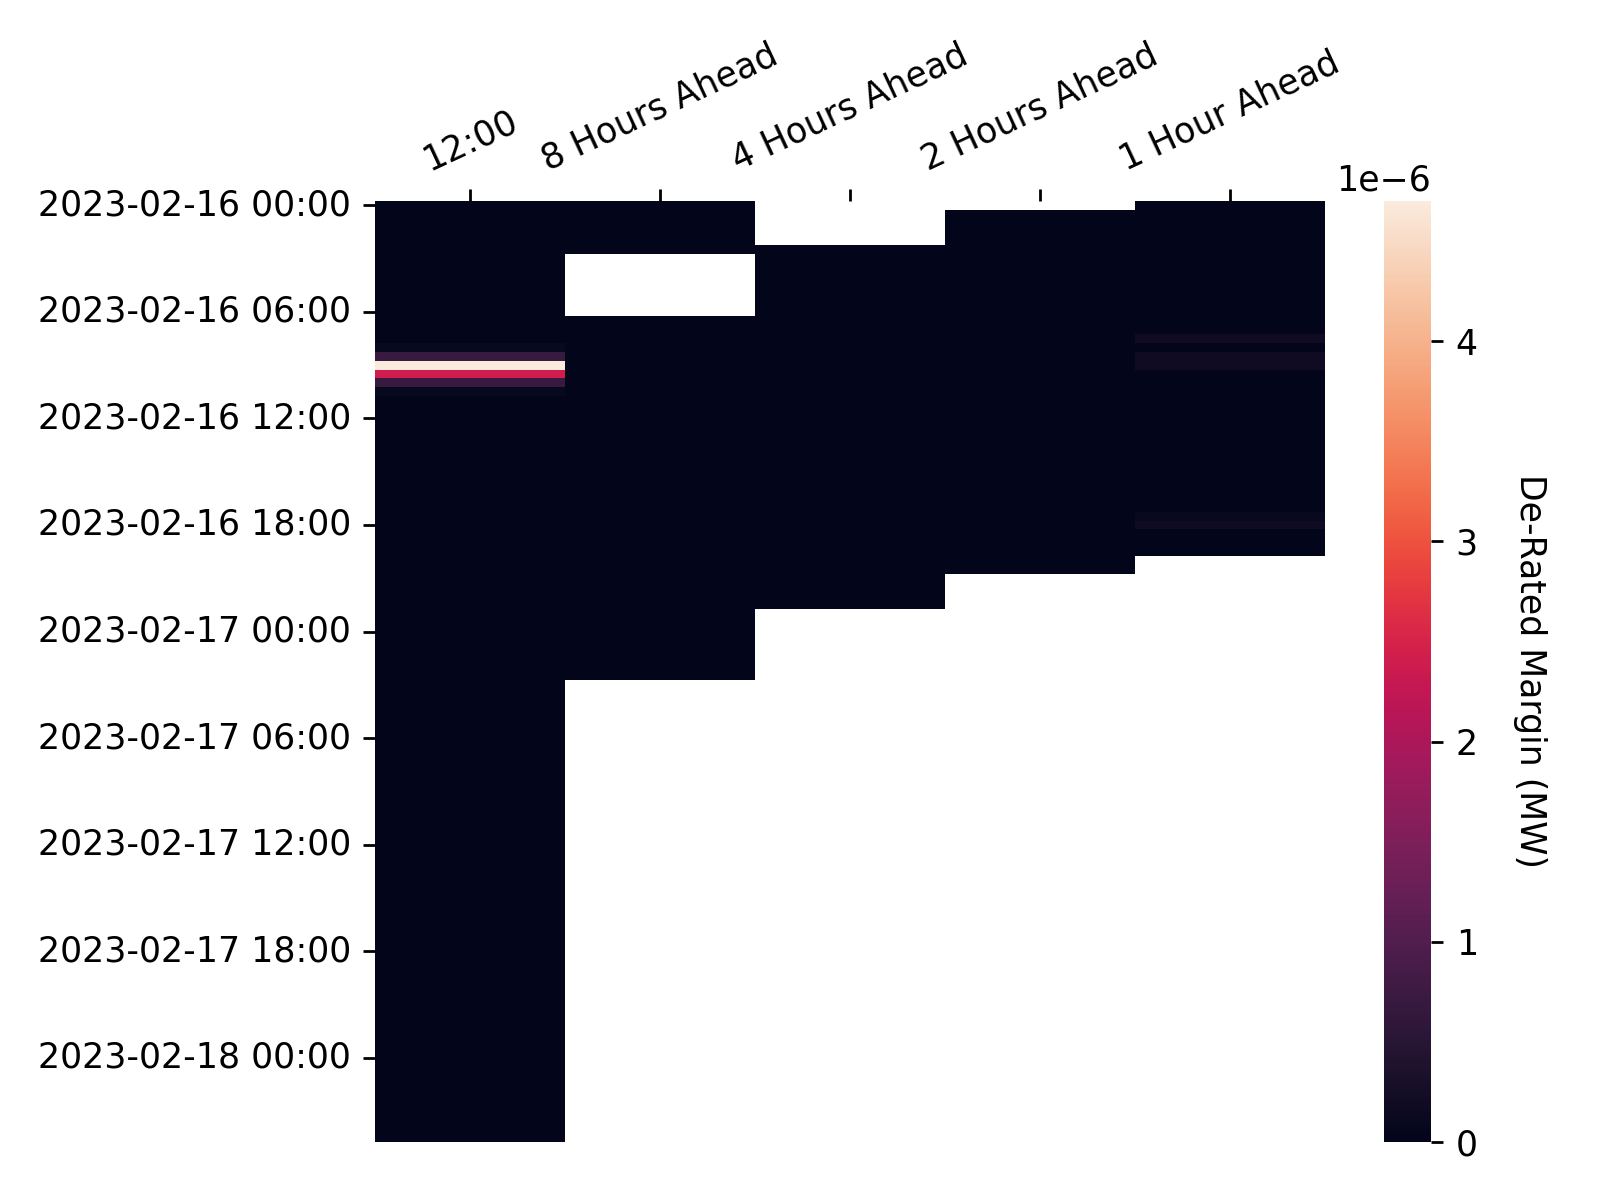 12:00
8 Hours Ahead
4 Hours Ahead
2 Hours Ahead
1 Hour Ahead
1e−6
2023-02-16 00:00
2023-02-16 06:00
2023-02-16 12:00
2023-02-16 18:00
2023-02-17 00:00
2023-02-17 06:00
2023-02-17 12:00
2023-02-17 18:00
2023-02-18 00:00
4
3
2
1
0
De-Rated Margin (MW)